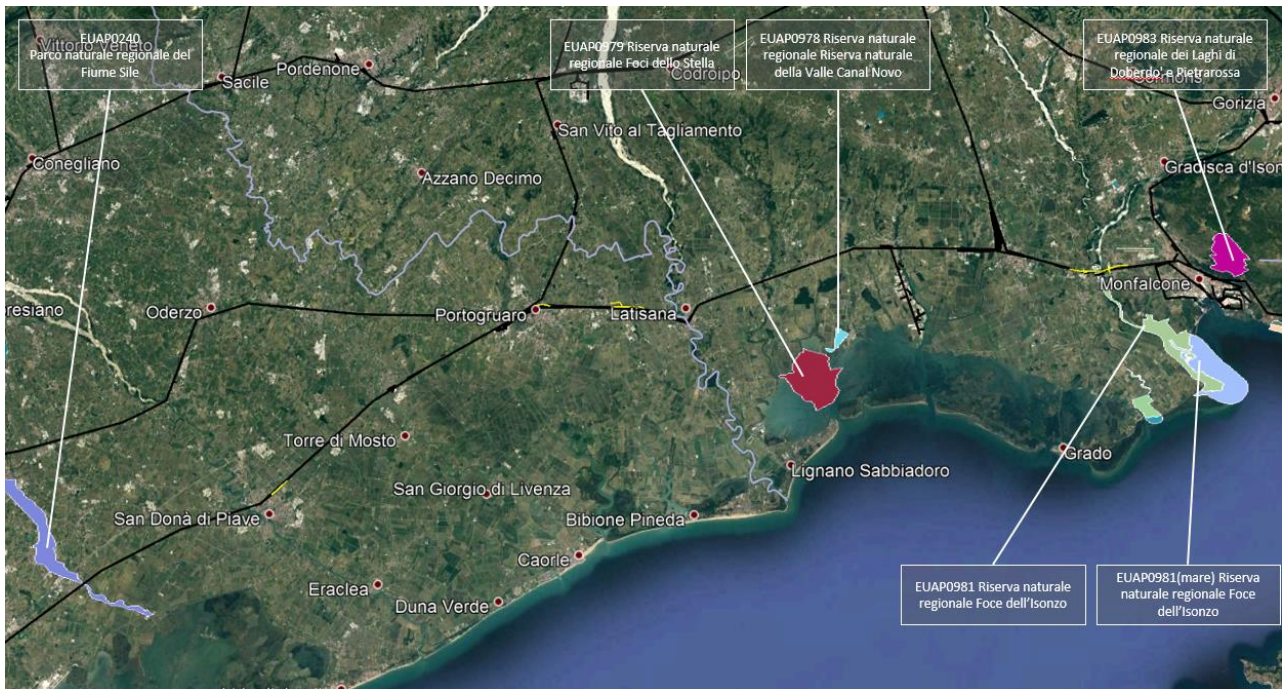 EUAP0240
Parco naturale regionale del
Fiume Sile
EUAP0979 Riserva naturale
regionale Foci dello Stella
EUAP0978 Riserva naturale
regionale Riserva naturale
della Valle Canal Novo
EUAP0983 Riserva naturale
regionale dei Laghi di
Doberdo' e Pietrarossa
Vittorio Veneto
Sacile
Pordenone
Codroipo
Cormons
Gorizia
San Vito al Tagliamento
Conegliano
Azzano Decimo
Gradisca d'Ison
Monfalcone
resiano
Oderzo
Portogruaro
Latisana
Torre di Mosto
Grado
Lignano Sabbiadoro
San Giorgio di Livenza
San Donà di Piave
Bibione Pineda
Caorle
Eraclea
Duna Verde
EUAP0981 Riserva naturale
regionale Foce dell'Isonzo
EUAP0981(mare) Riserva
naturale regionale Foce
dell'Isonzo